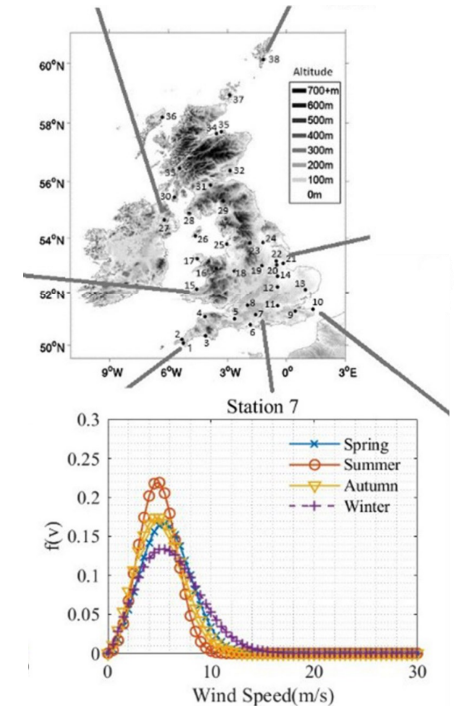 60°N
38
Altitude
700+m
600m
500m
400m
300m
200m
100m
0m
37
36
58°N
34
35
33
32
56°N
31
30
29
28
27
54°N
26
25
24
23
22
21
20
19
18
17
16
15
14
13
52°N
12
11
10
9
8
7
6
5
4
3
2
1
50°N
9°W
6°W
3°W
0°
3°E
Station 7
0.3
0.25
0.2
0.15
0.1
0.05
0
f(v)
Spring
Summer
Autumn
Winter
0
10
20
30
Wind Speed(m/s)